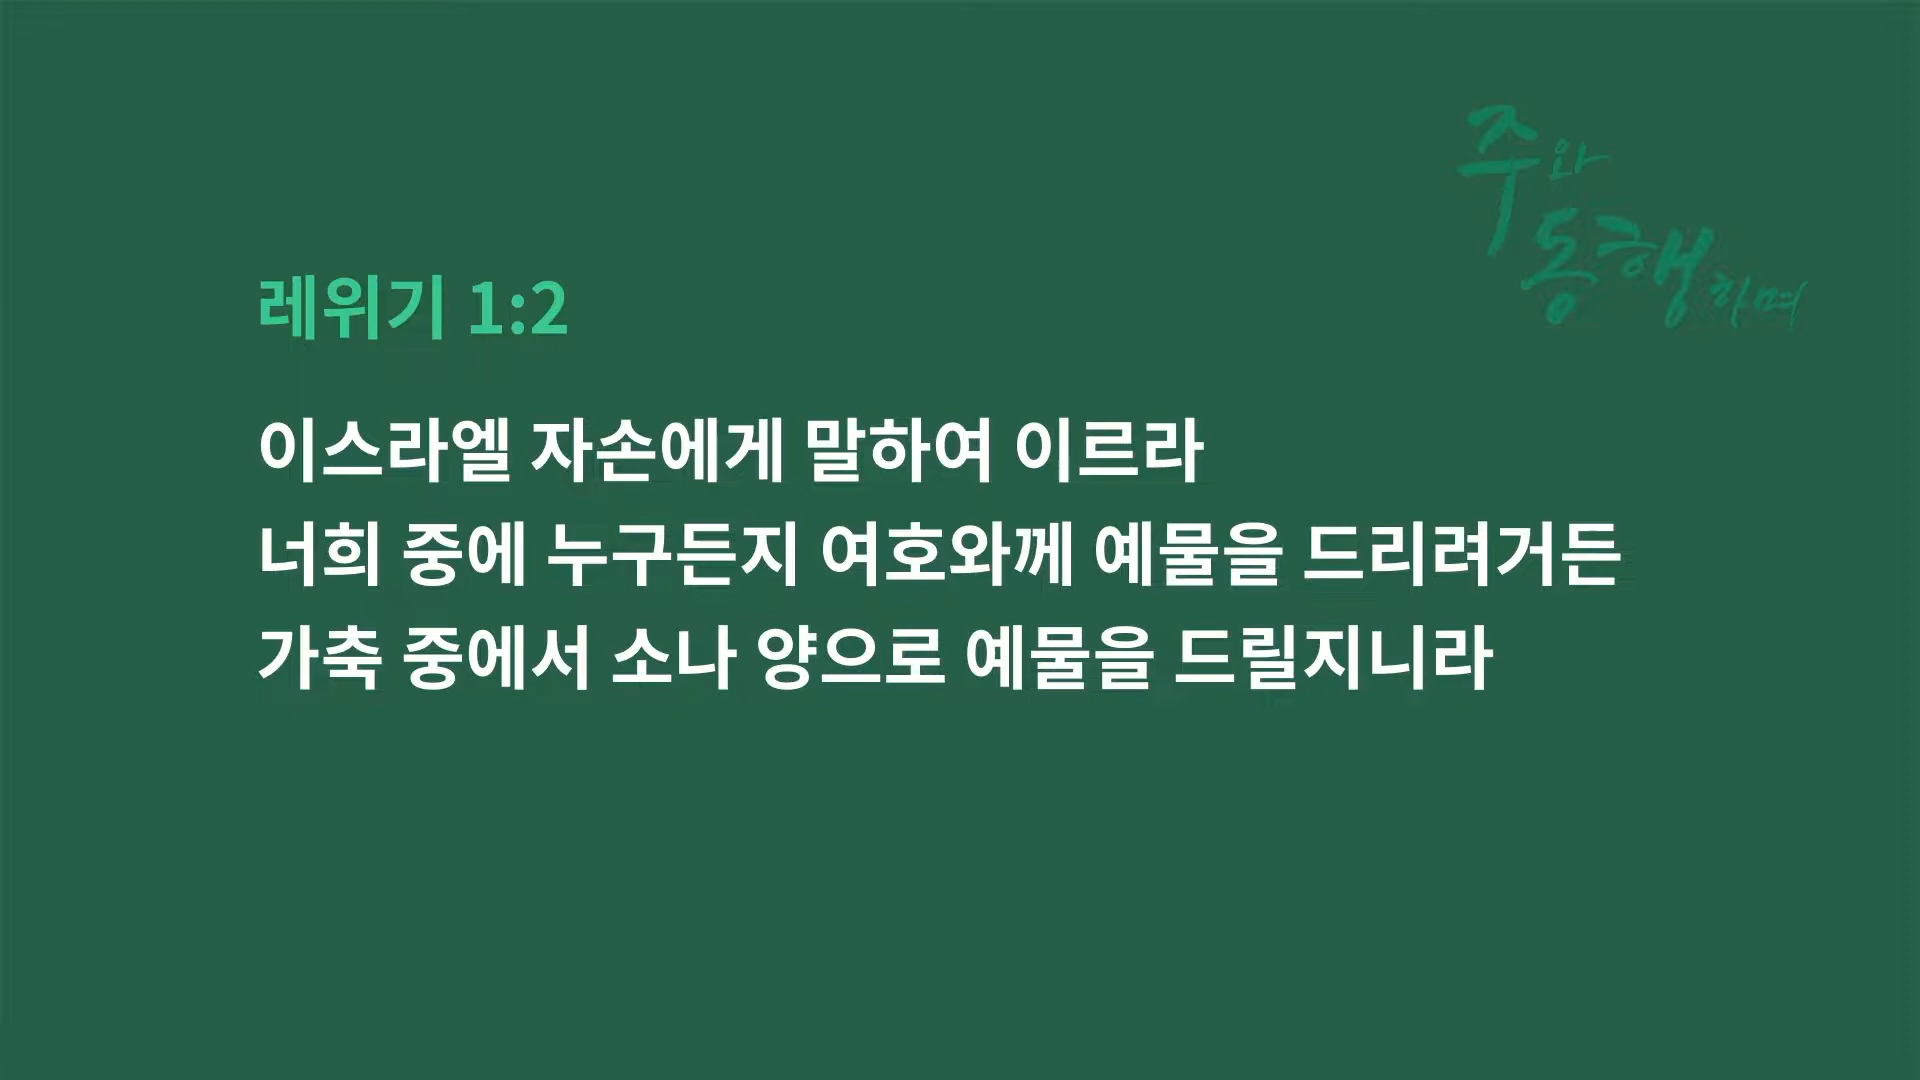 주와
동행하며
레위기 1:2
이스라엘 자손에게 말하여 이르라
너희 중에 누구든지 여호와께 예물을 드리려거든
가축 중에서 소나 양으로 예물을 드릴지니라